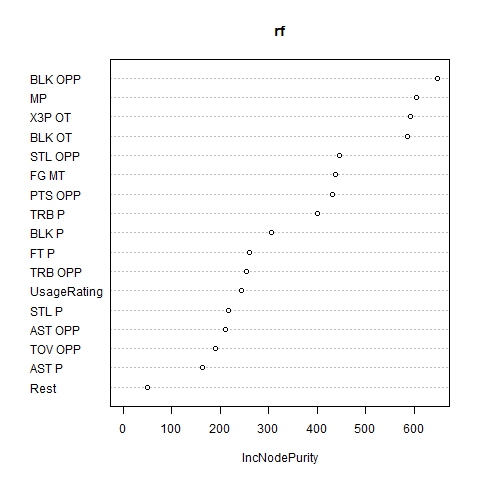 rf
BLK OPP
MP
X3P OT
BLK OT
STL OPP
FG MT
PTS OPP
TRB P
BLK P
FT P
TRB OPP
UsageRating
STL P
AST OPP
TOV OPP
AST P
Rest
0 100 200 300 400 500 600
IncNodePurity